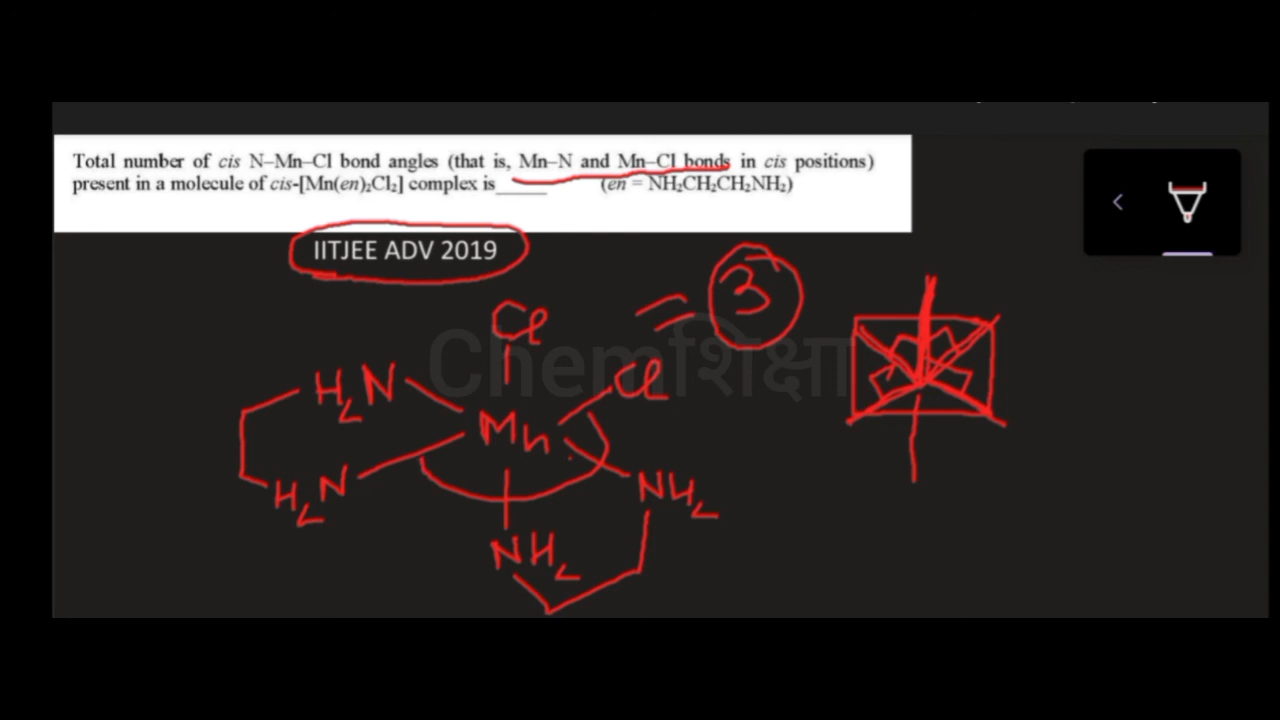 Total number of cis N–Mn–Cl bond angles (that is, Mn–N and Mn–Cl bonds in cis positions)
present in a molecule of cis-[Mn(en)₂Cl₂] complex is_____ (en = NH₂CH₂CH₂NH₂)
IITJEE ADV 2019
= 3
Cl
Chemशिक्षा
H₂N Cl
Mn
H₂N NH₂
NH₂